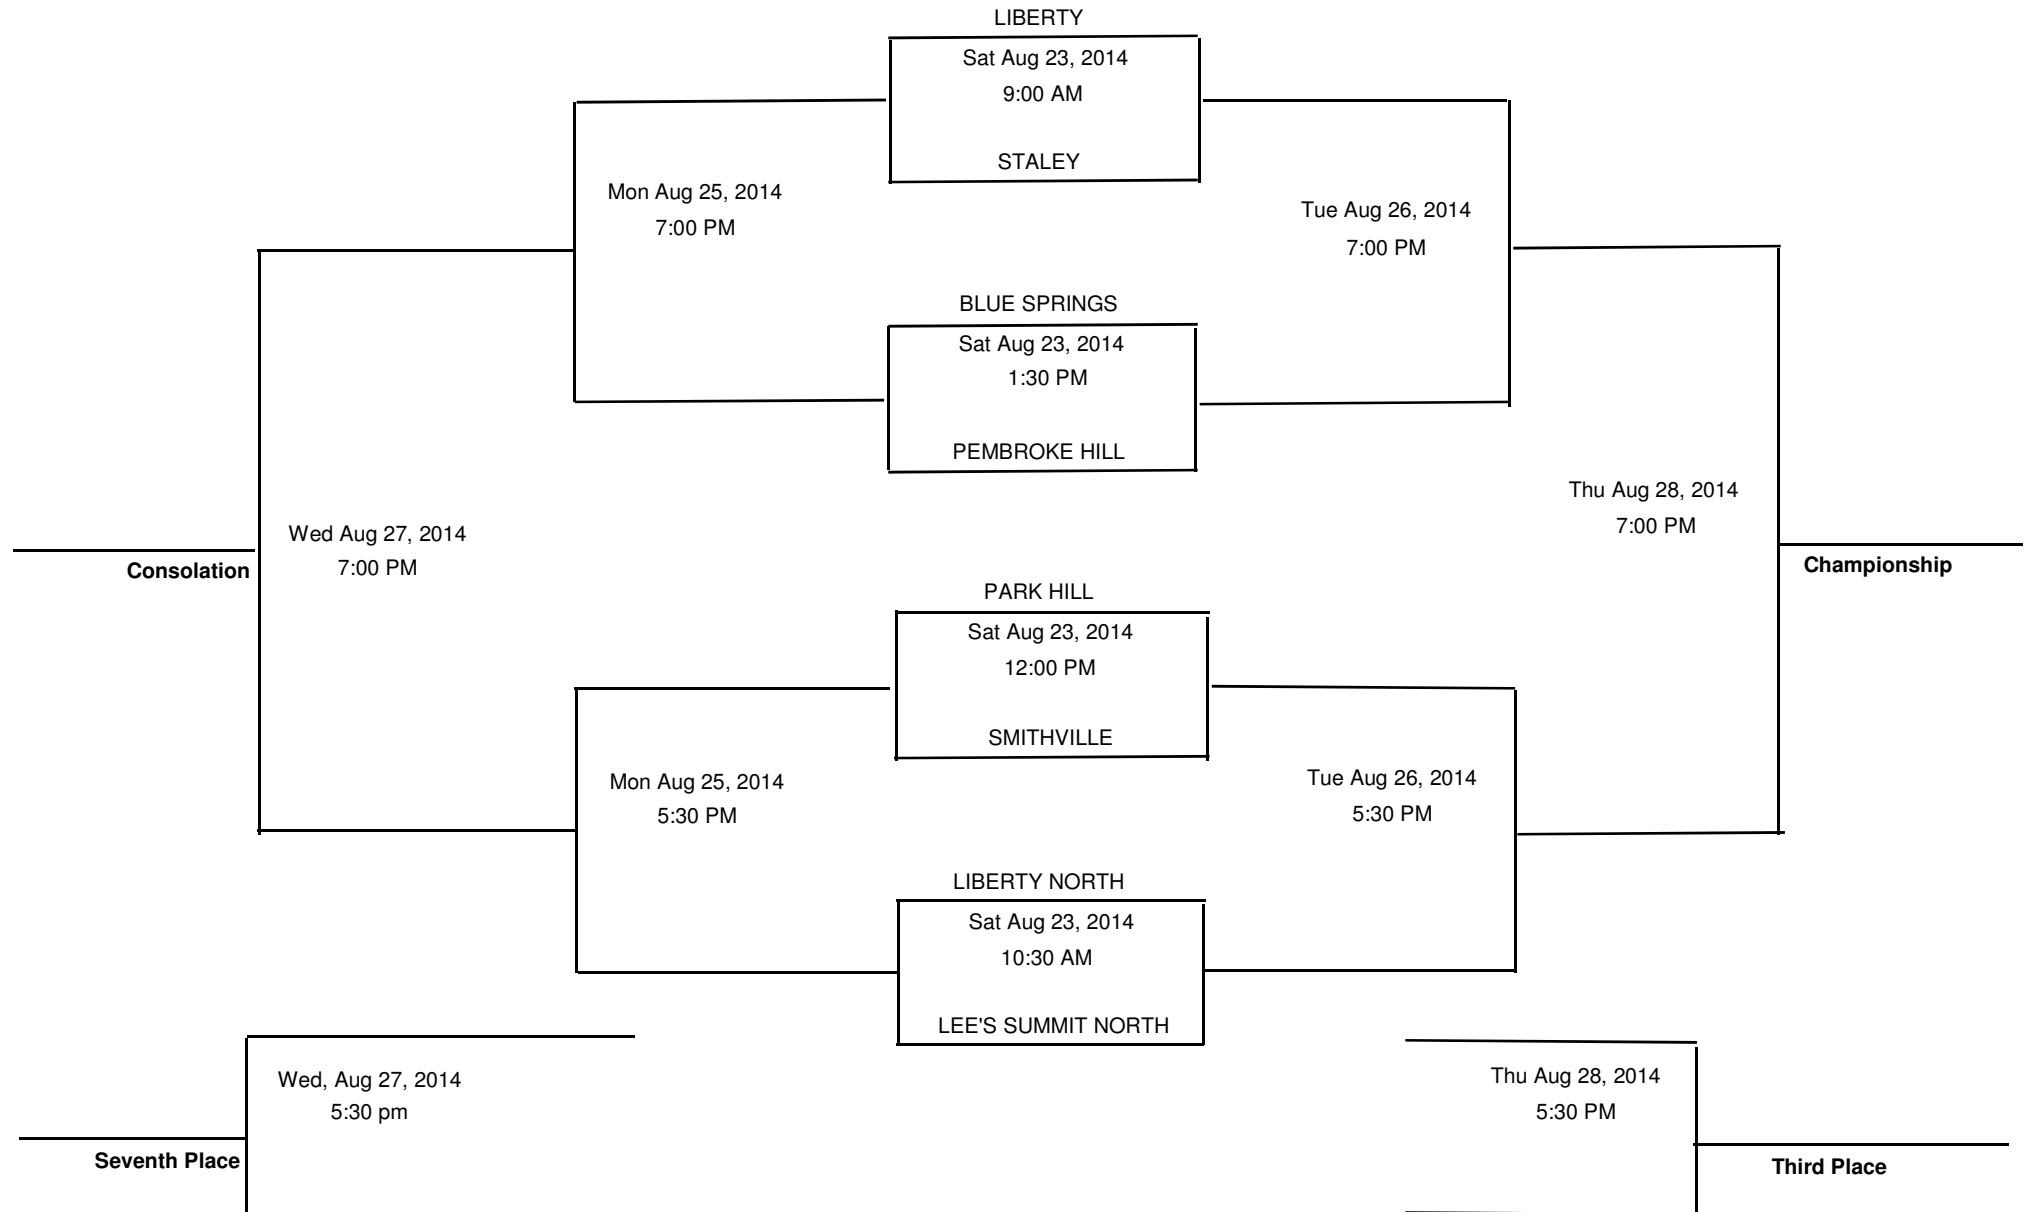 LIBERTY
Sat Aug 23, 2014
9:00 AM
STALEY
Mon Aug 25, 2014
7:00 PM
Tue Aug 26, 2014
7:00 PM
BLUE SPRINGS
Sat Aug 23, 2014
1:30 PM
PEMBROKE HILL
Thu Aug 28, 2014
7:00 PM
Wed Aug 27, 2014
7:00 PM
Consolation
Championship
PARK HILL
Sat Aug 23, 2014
12:00 PM
SMITHVILLE
Mon Aug 25, 2014
5:30 PM
Tue Aug 26, 2014
5:30 PM
LIBERTY NORTH
Sat Aug 23, 2014
10:30 AM
LEE'S SUMMIT NORTH
Wed, Aug 27, 2014
5:30 pm
Thu Aug 28, 2014
5:30 PM
Seventh Place
Third Place